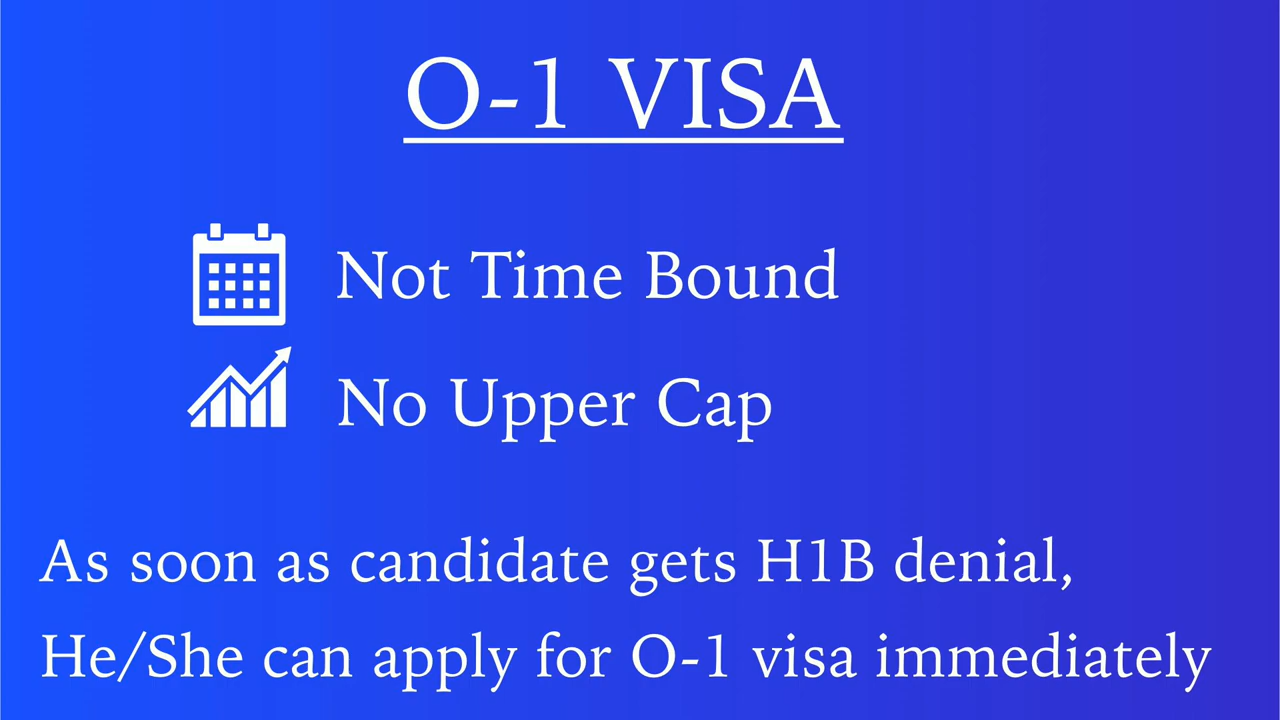 O-1 VISA
Not Time Bound
No Upper Cap
As soon as candidate gets H1B denial,
He/She can apply for O-1 visa immediately